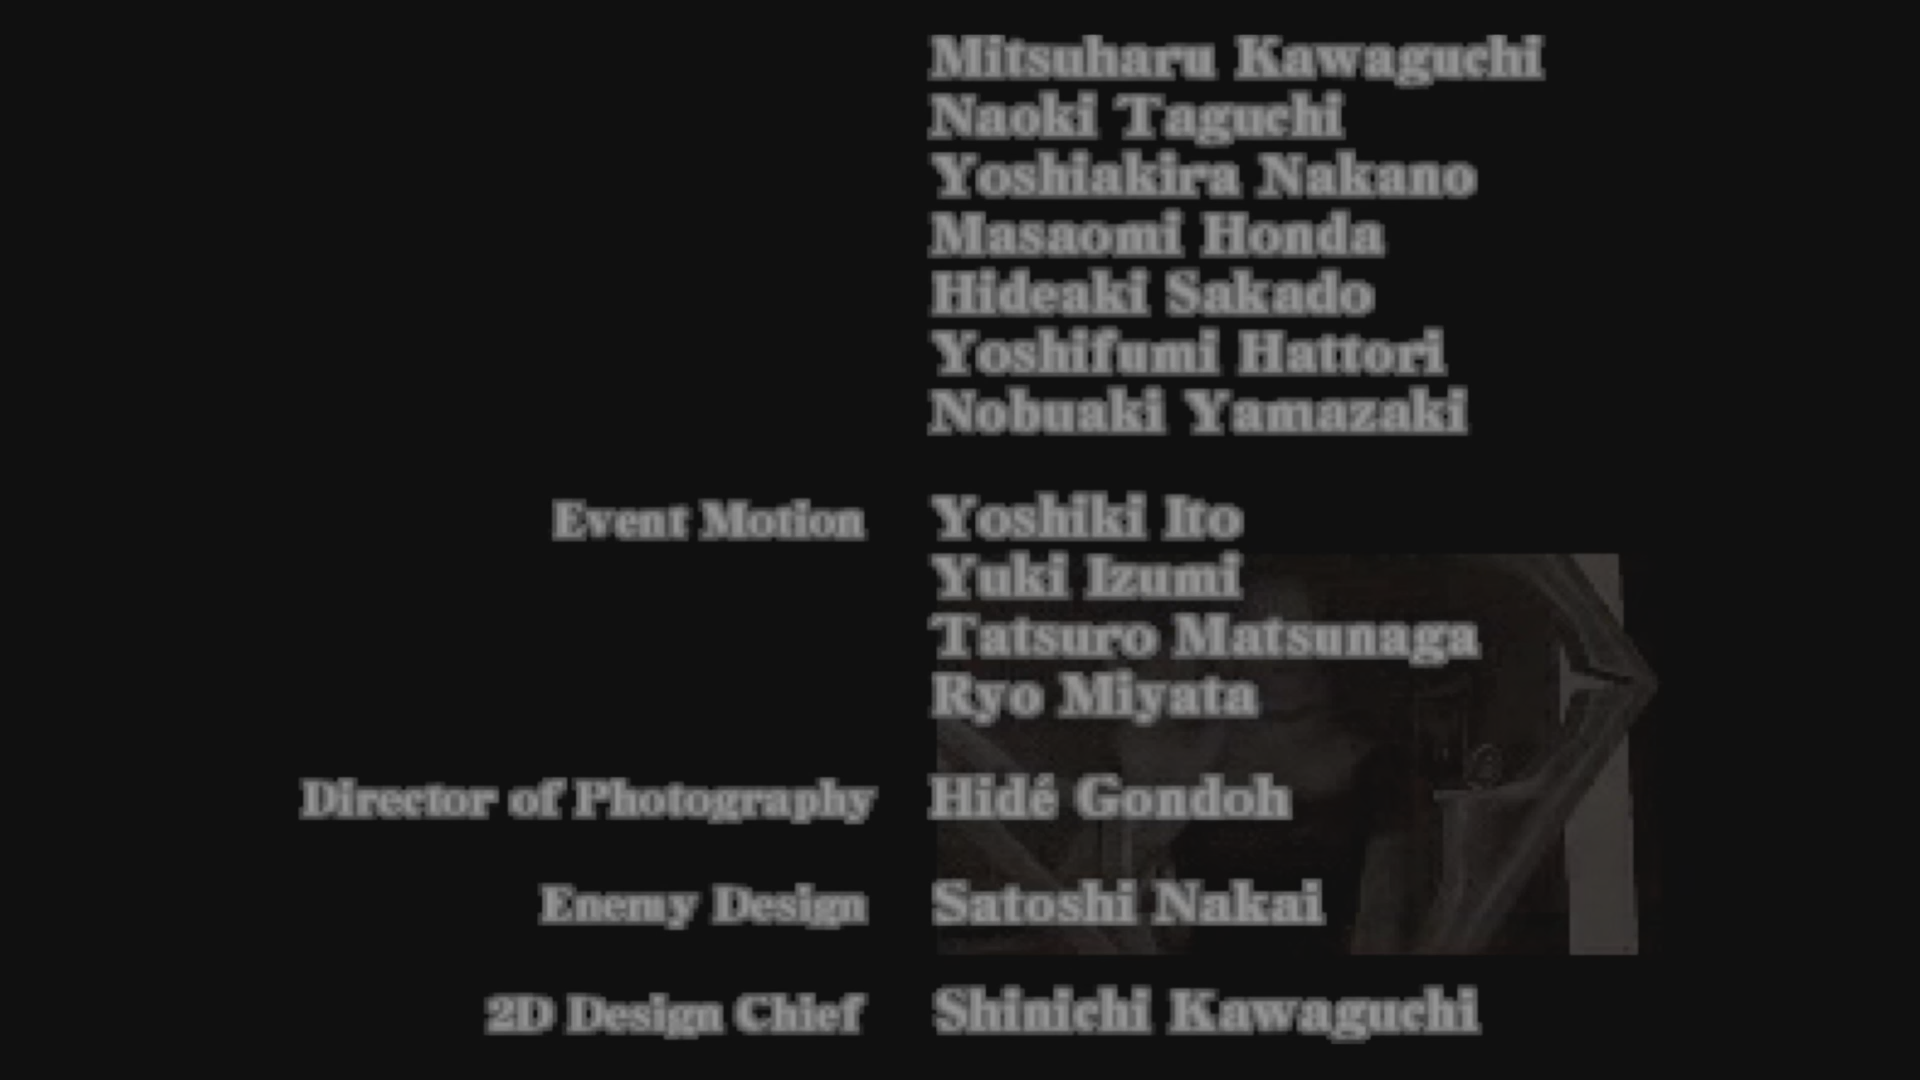 Mitsuharu Kawaguchi
Naoki Taguchi
Yoshiakira Nakano
Masaomi Honda
Hideaki Sakado
Yoshifumi Hattori
Nobuaki Yamazaki
Event Motion Yoshiki Ito
Yuki Izumi
Tatsuro Matsunaga
Ryo Miyata
Director of Photography Hidé Gondoh
Enemy Design Satoshi Nakai
2D Design Chief Shinichi Kawaguchi